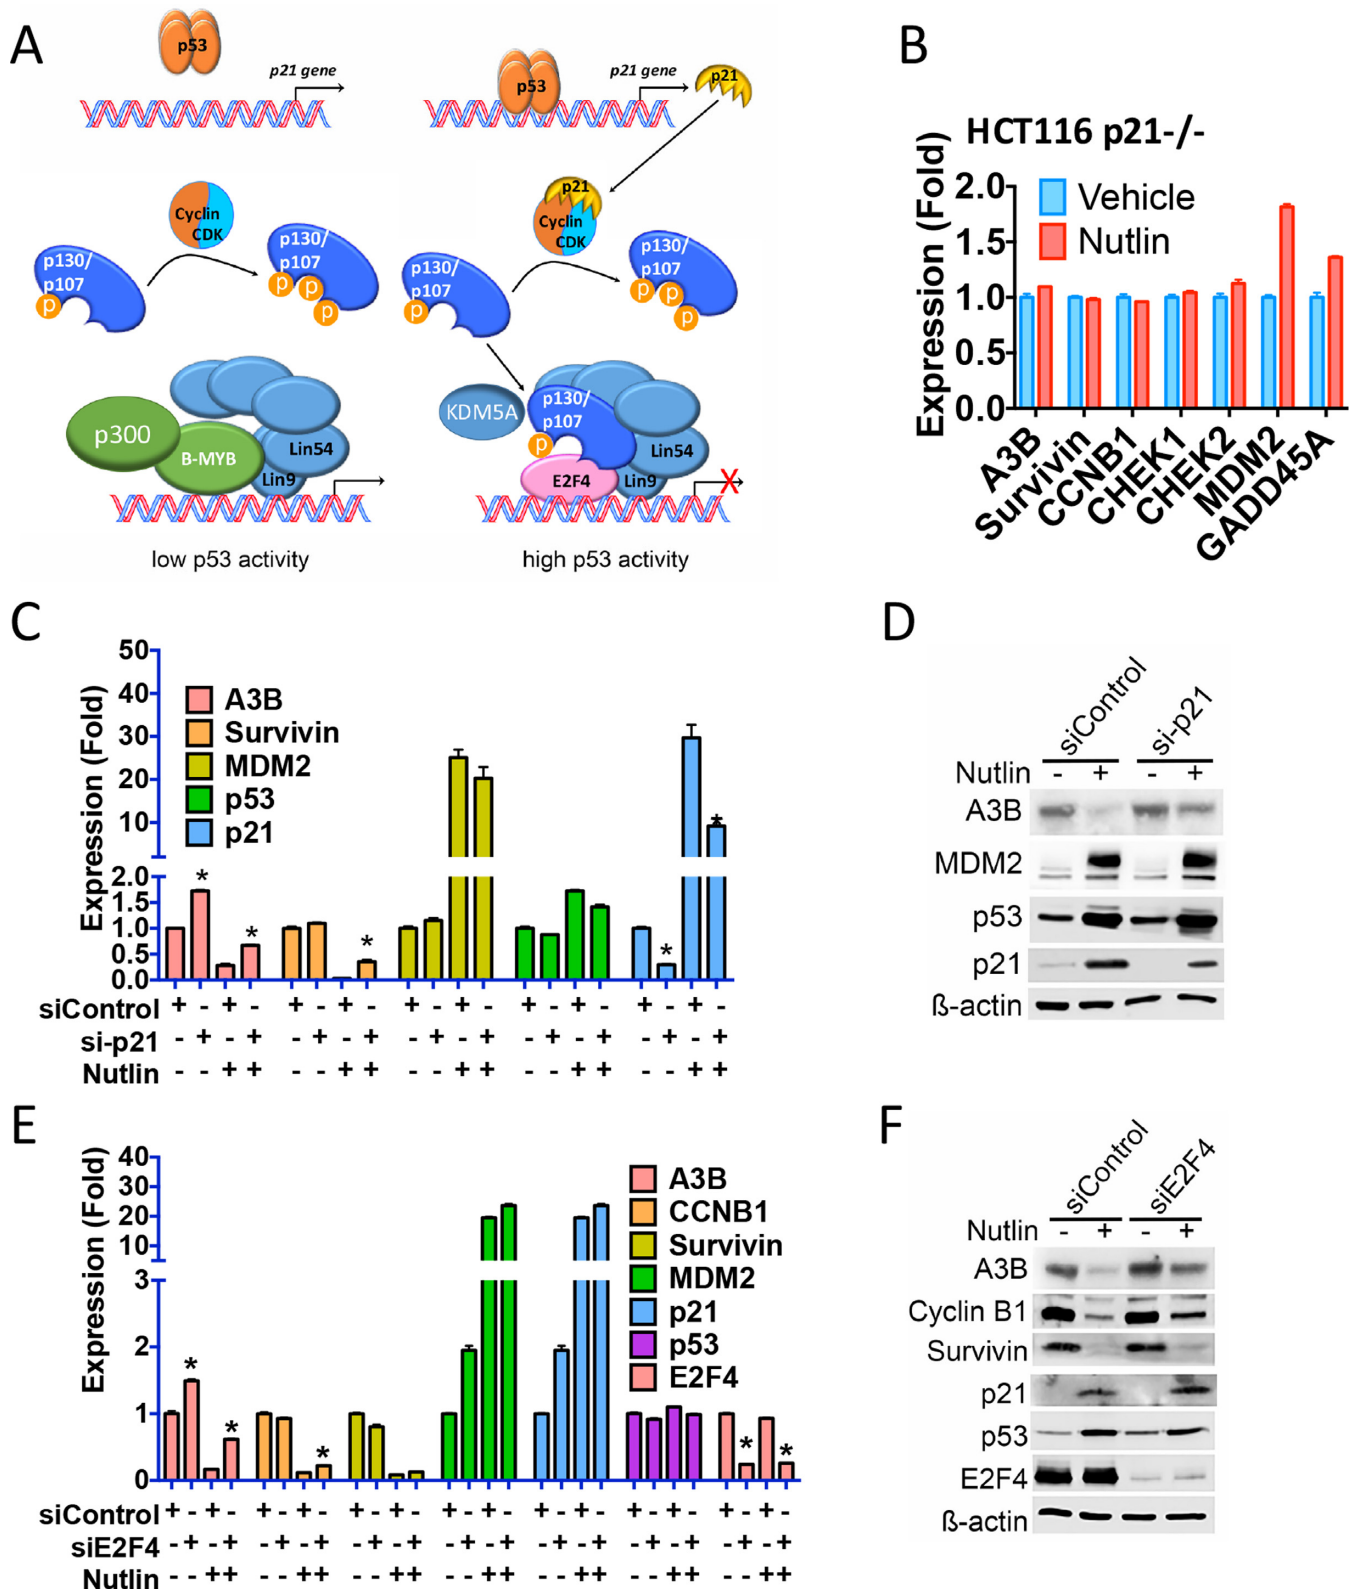 A
p53
p21 gene
p53
p21 gene
p21
Cyclin
CDK
p130/
p107
P
p130/
p107
P
P
P
p21
Cyclin
CDK
p130/
p107
P
p130/
p107
P
P
P
p300
B-MYB
Lin54
Lin9
KDM5A
p130/
p107
P
E2F4
Lin54
Lin9
X
low p53 activity
high p53 activity
B
HCT116 p21-/-
Expression (Fold)
2.0
1.5
1.0
0.5
0.0
Vehicle
Nutlin
A3B
Survivin
CCNB1
CHEK1
CHEK2
MDM2
GADD45A
C
Expression (Fold)
50
40
30
20
10
2.0
1.5
1.0
0.5
0.0
A3B
Survivin
MDM2
p53
p21
* * * * *
siControl + - + - + - + - + - + - + - + - + - + -
si-p21 - + - + - + - + - + - + - + - + - + - +
Nutlin - - + + - - + + - - + + - - + + - - + +
D
siControl si-p21
Nutlin - + - +
A3B
MDM2
p53
p21
ß-actin
E
Expression (Fold)
40
30
20
10
3
2
1
0
A3B
CCNB1
Survivin
MDM2
p21
p53
E2F4
* * * * *
siControl + - + - + - + - + - + - + - + - + - + - + - + - + - + -
siE2F4 - + - + - + - + - + - + - + - + - + - + - + - + - + - +
Nutlin - - + + - - + + - - + + - - + + - - + + - - + + - - + +
F
siControl siE2F4
Nutlin - + - +
A3B
Cyclin B1
Survivin
p21
p53
E2F4
ß-actin